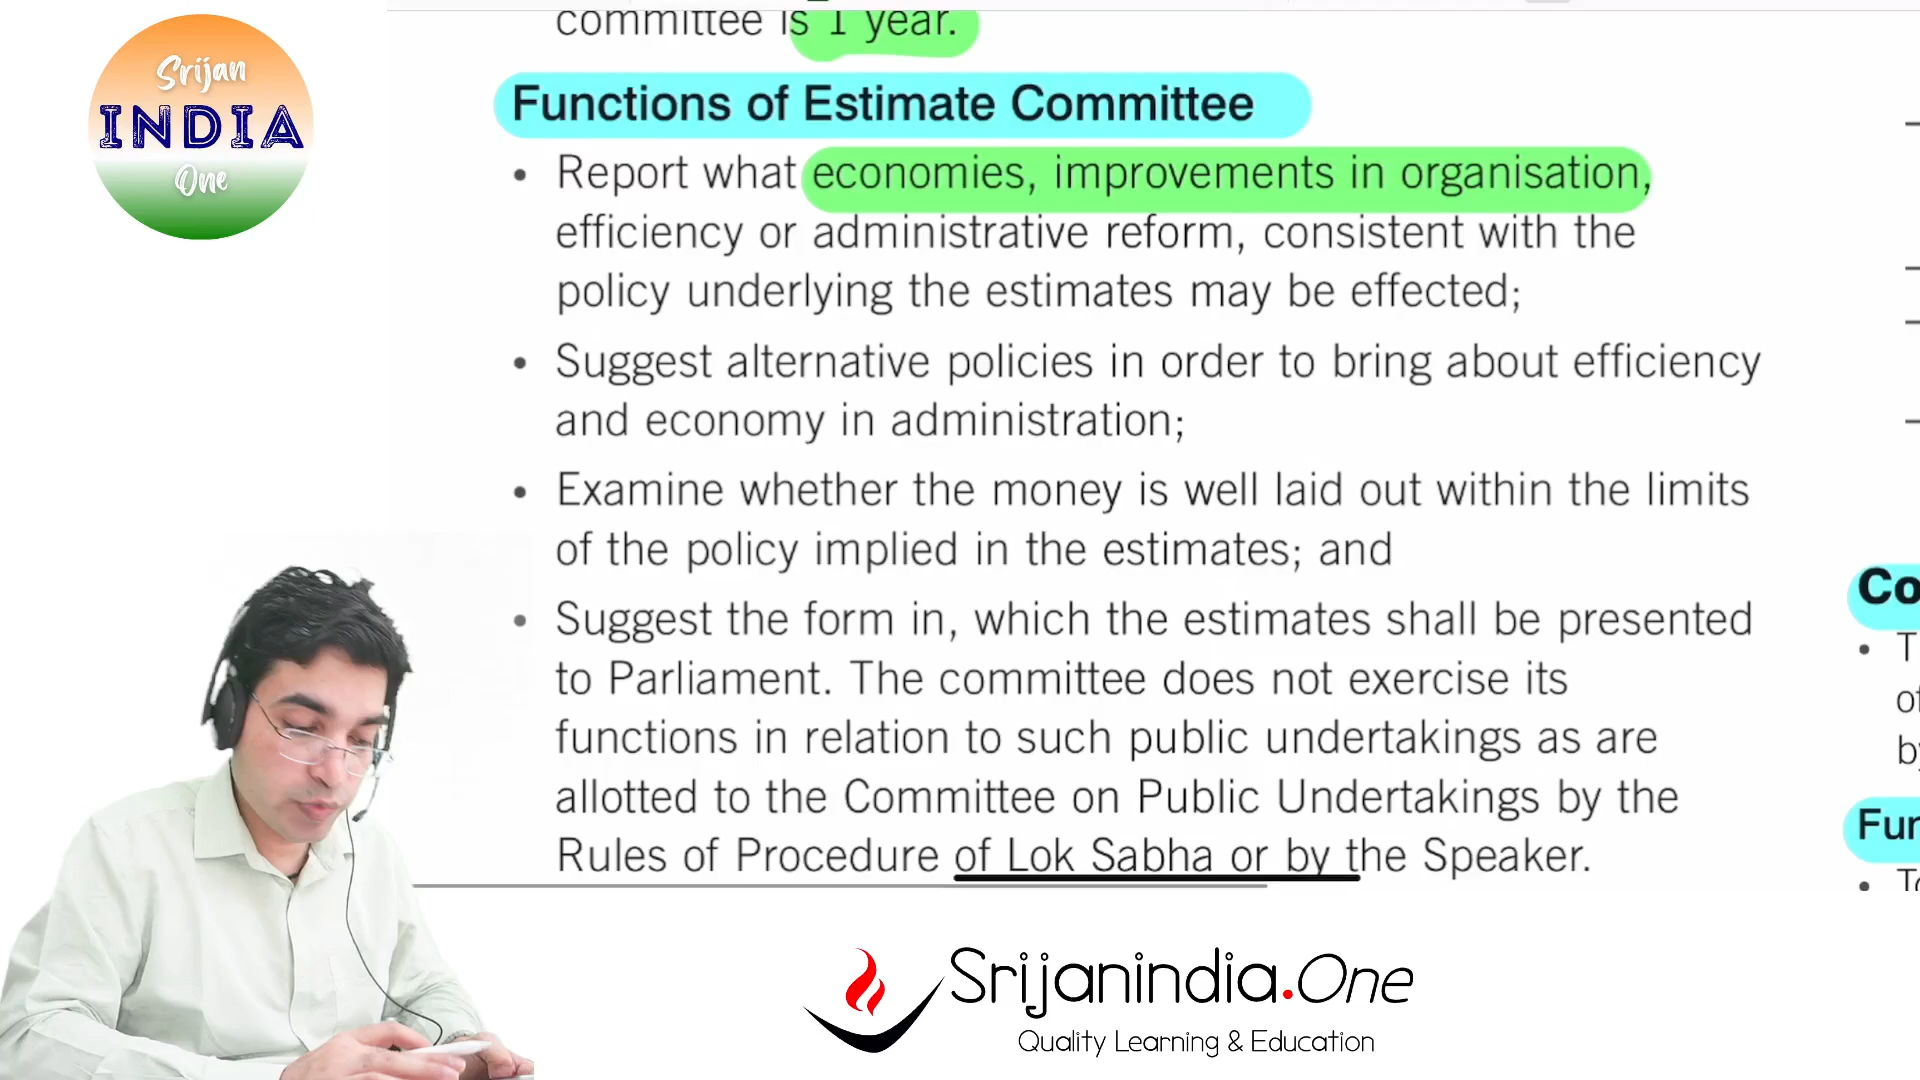 Srijan
INDIA
One
committee is 1 year.
Functions of Estimate Committee
• Report what economies, improvements in organisation,
efficiency or administrative reform, consistent with the
policy underlying the estimates may be effected;
• Suggest alternative policies in order to bring about efficiency
and economy in administration;
• Examine whether the money is well laid out within the limits
of the policy implied in the estimates; and
• Suggest the form in, which the estimates shall be presented
to Parliament. The committee does not exercise its
functions in relation to such public undertakings as are
allotted to the Committee on Public Undertakings by the
Rules of Procedure of Lok Sabha or by the Speaker.
Srijanindia.One
Quality Learning & Education